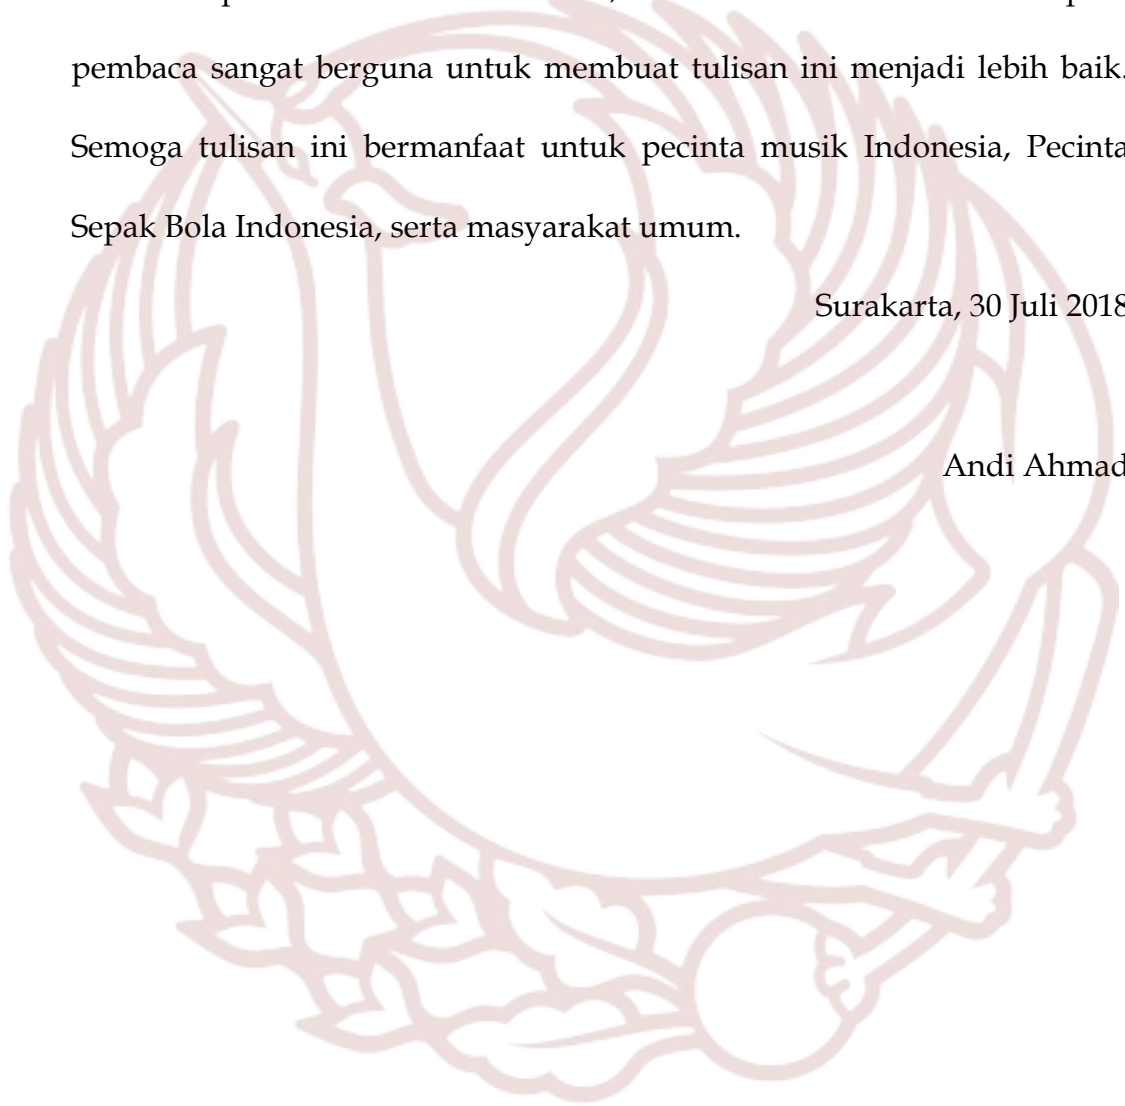 pembaca sangat berguna untuk membuat tulisan ini menjadi lebih baik.
Semoga tulisan ini bermanfaat untuk pecinta musik Indonesia, Pecinta
Sepak Bola Indonesia, serta masyarakat umum.
Surakarta, 30 Juli 2018
Andi Ahmad